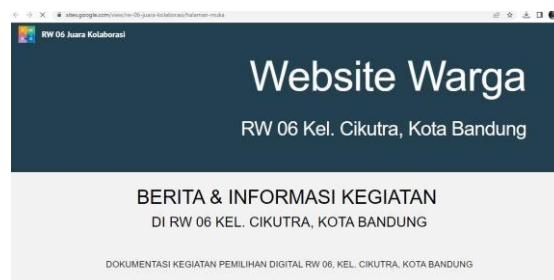 sites.google.com/view/rw-06-juara-kolaborasi/halaman-muka
RW 06 Juara Kolaborasi
Website Warga
RW 06 Kel. Cikutra, Kota Bandung
BERITA & INFORMASI KEGIATAN
DI RW 06 KEL. CIKUTRA, KOTA BANDUNG
DOKUMENTASI KEGIATAN PEMILIHAN DIGITAL RW 06, KEL. CIKUTRA, KOTA BANDUNG